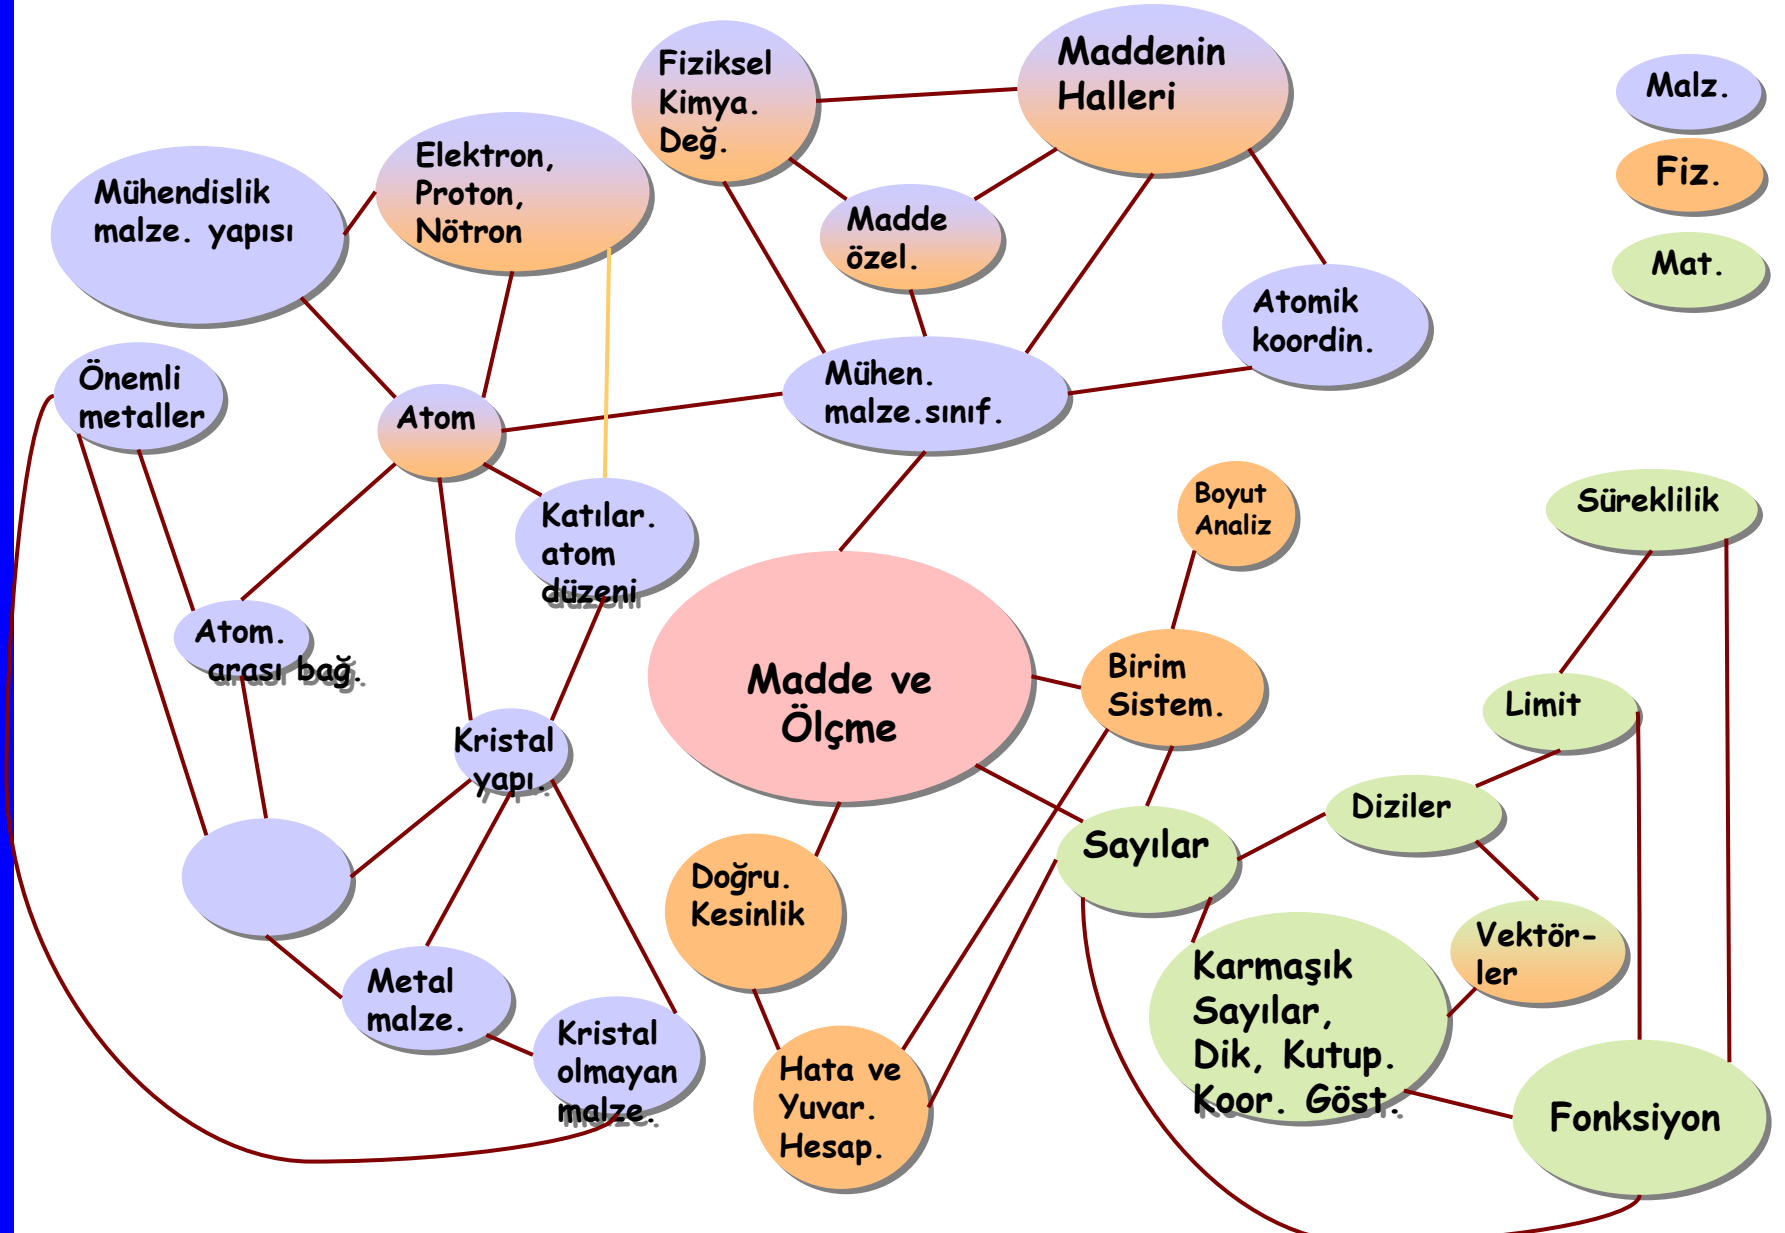 Fiziksel
Kimya.
Değ.
Maddenin
Halleri
Malz.
Fiz.
Mat.
Elektron,
Proton,
Nötron
Mühendislik
malze. yapısı
Madde
özel.
Atomik
koordin.
Önemli
metaller
Atom
Mühen.
malze.sınıf.
Katılar.
atom
düzeni
Boyut
Analiz
Süreklilik
Atom.
arası bağ.
Madde ve
Ölçme
Birim
Sistem.
Limit
Kristal
yapı.
Diziler
Sayılar
Doğru.
Kesinlik
Vektör-
ler
Karmaşık
Sayılar,
Dik, Kutup.
Koor. Göst.
Metal
malze.
Kristal
olmayan
malze.
Hata ve
Yuvar.
Hesap.
Fonksiyon